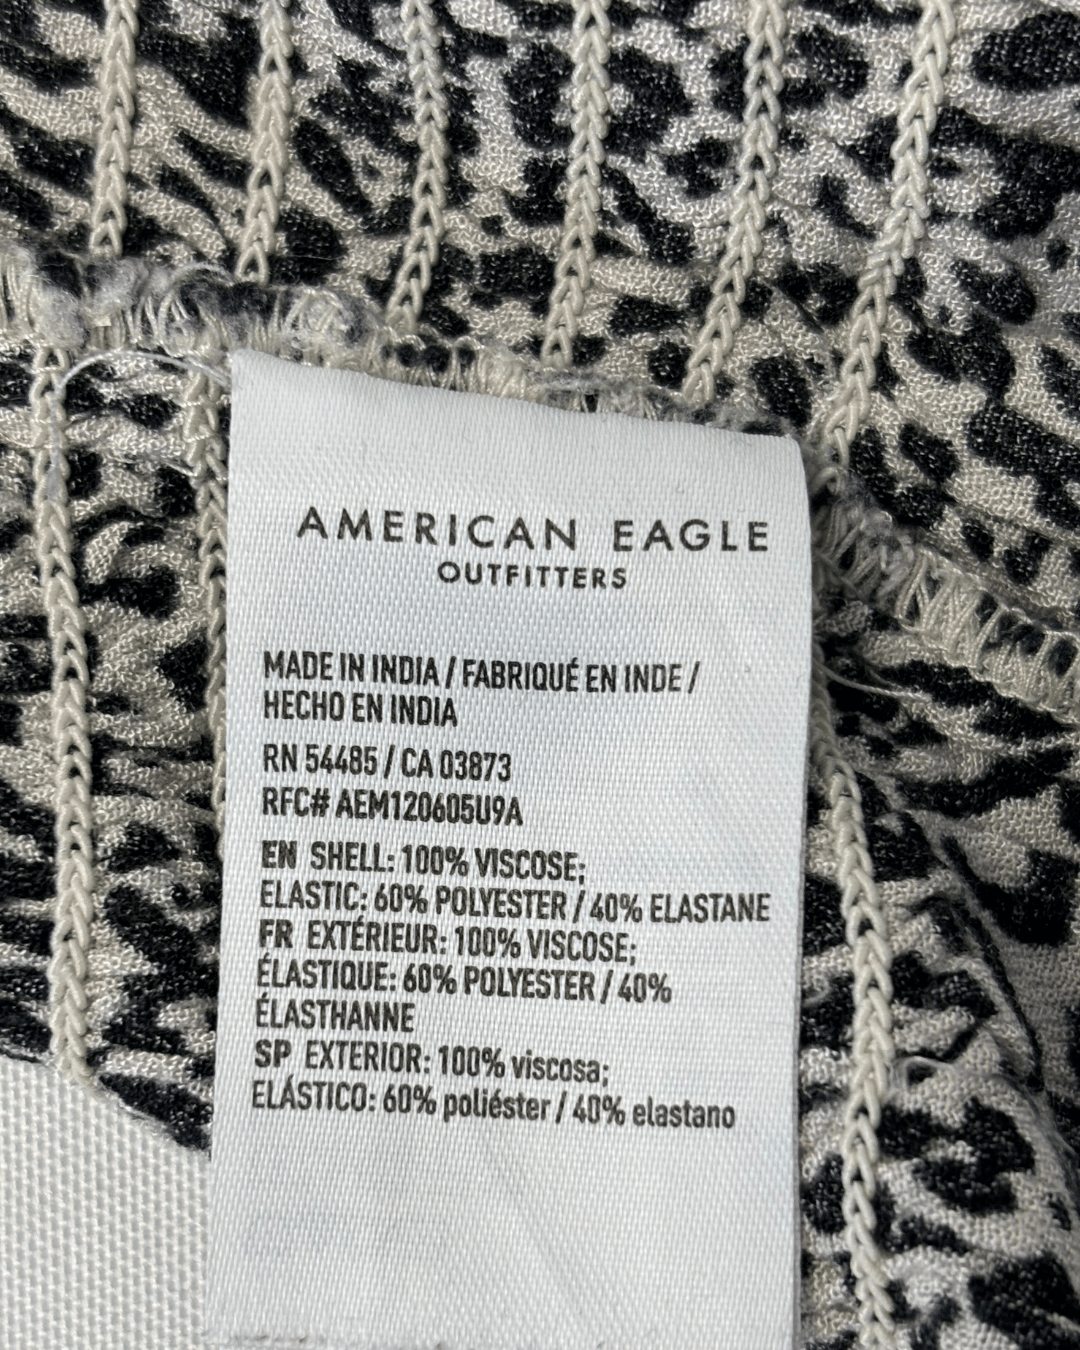 AMERICAN EAGLE
OUTFITTERS
MADE IN INDIA / FABRIQUÉ EN INDE /
HECHO EN INDIA
RN 54485 / CA 03873
RFC# AEM120605U9A
EN SHELL: 100% VISCOSE;
ELASTIC: 60% POLYESTER / 40% ELASTANE
FR EXTÉRIEUR: 100% VISCOSE;
ÉLASTIQUE: 60% POLYESTER / 40%
ÉLASTHANNE
SP EXTERIOR: 100% viscosa;
ELÁSTICO: 60% poliéster / 40% elastano